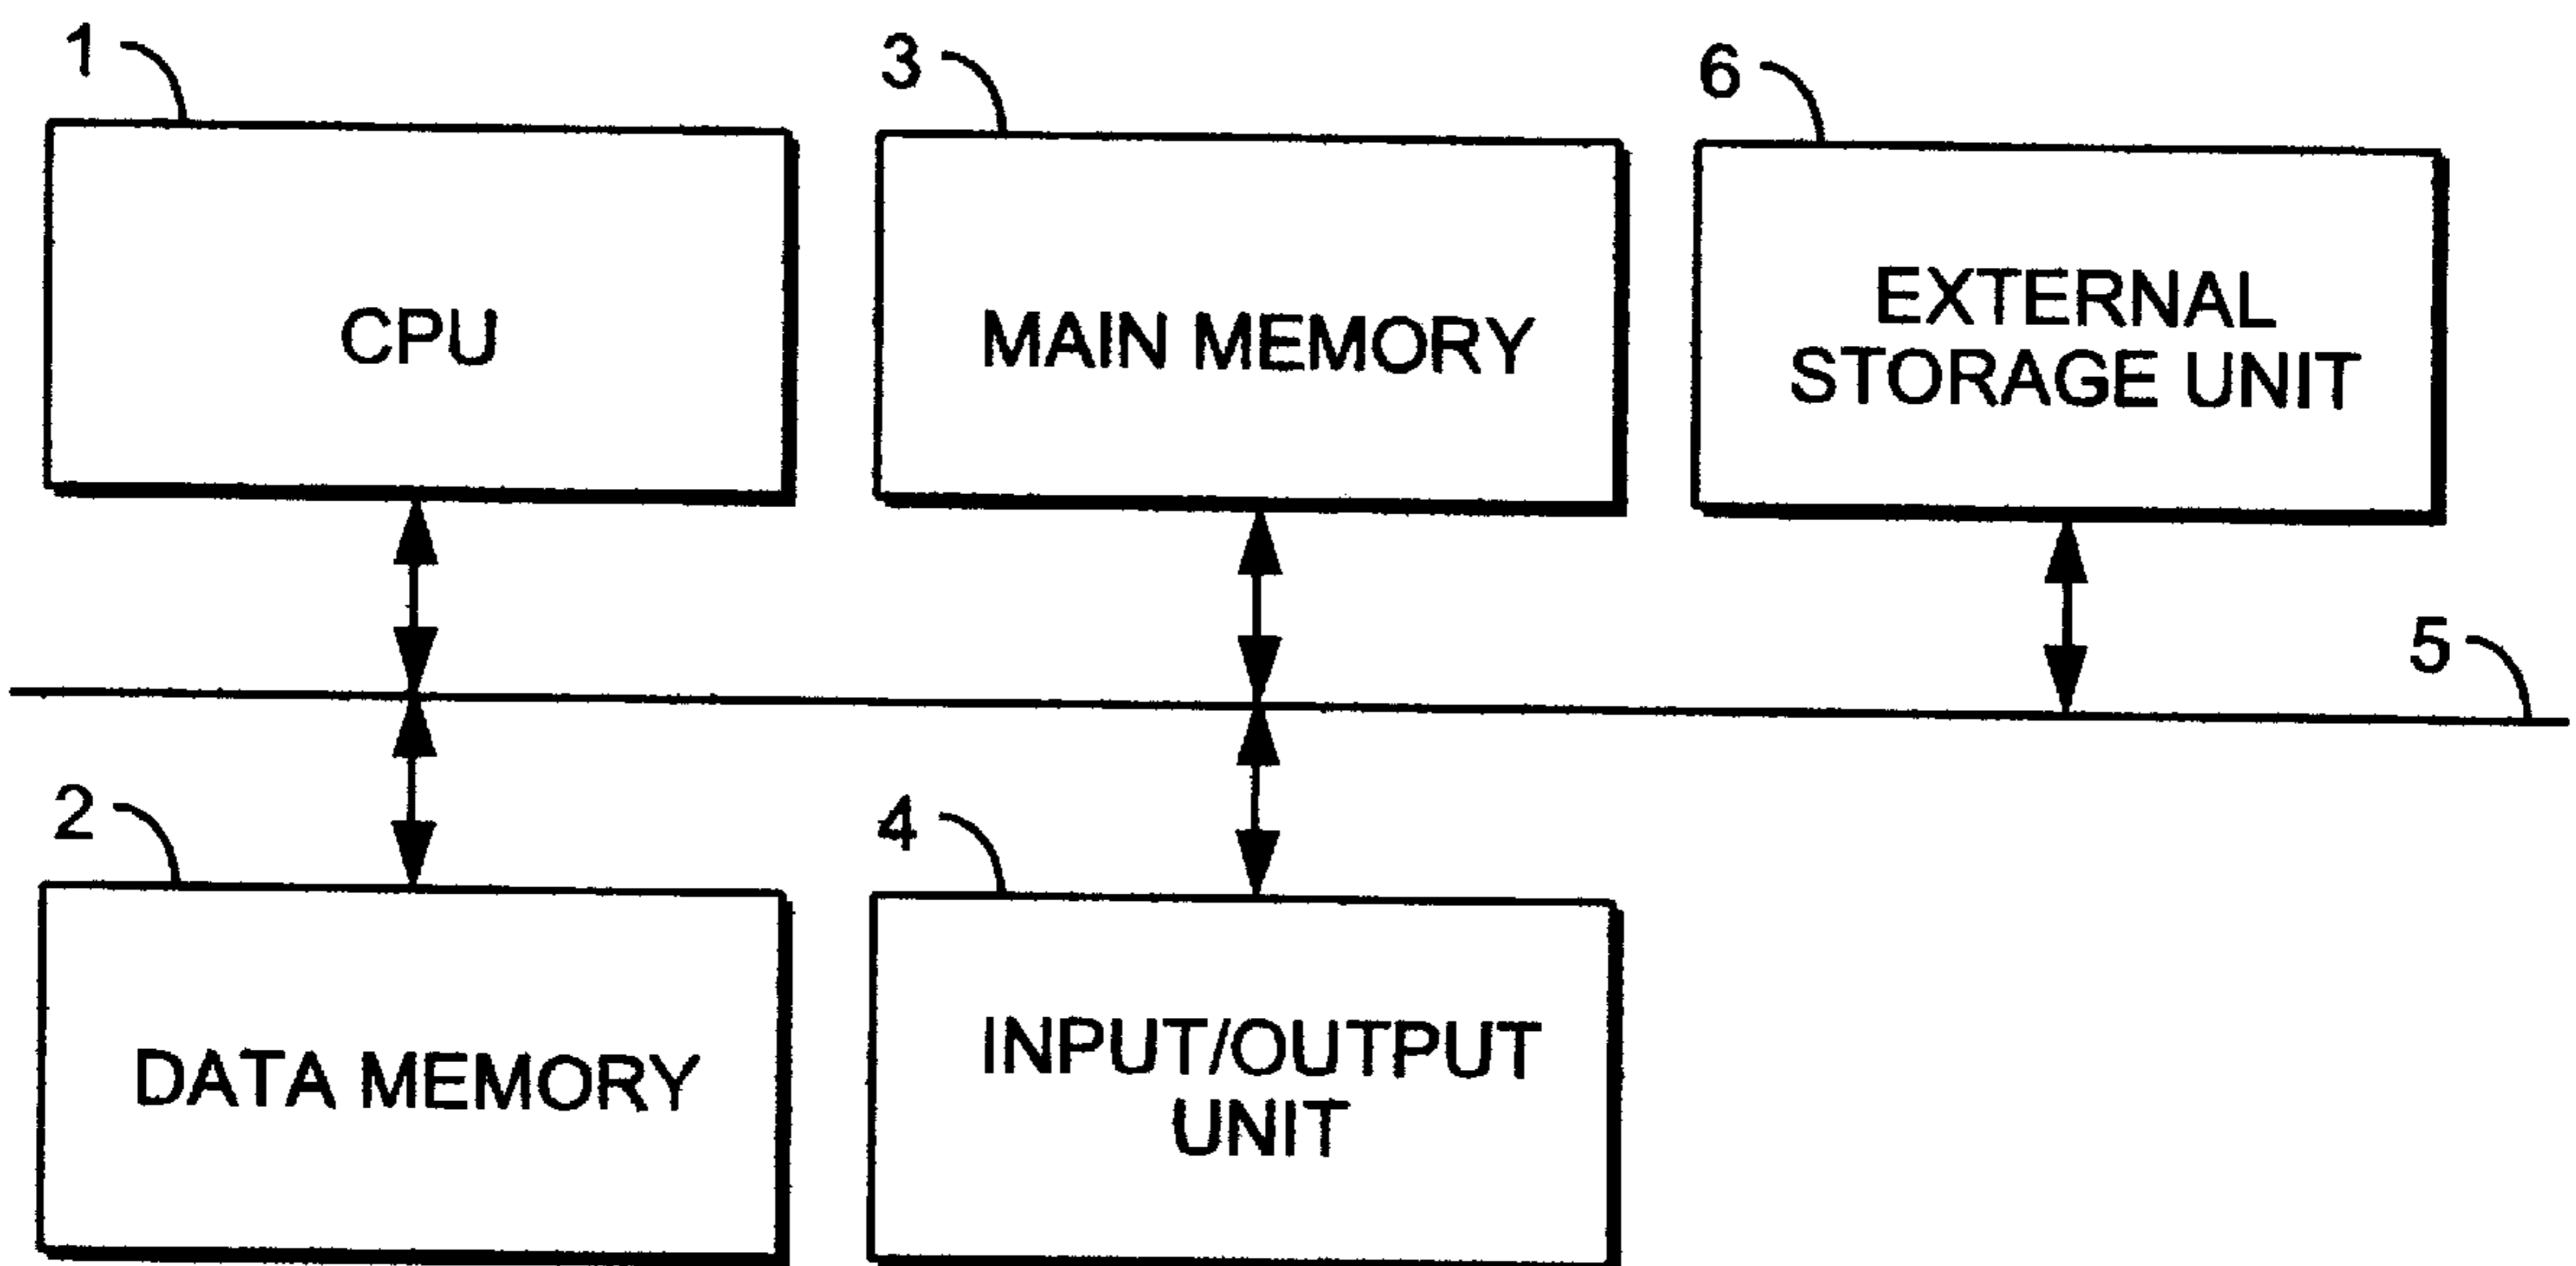 1
3
6
CPU
MAIN MEMORY
EXTERNAL
STORAGE UNIT
5
2
4
DATA MEMORY
INPUT/OUTPUT
UNIT